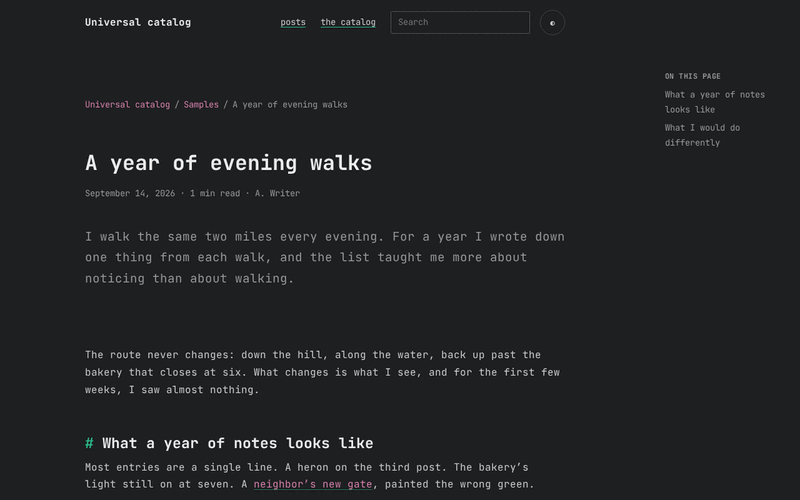 Universal catalog
posts
the catalog
Search
ON THIS PAGE
What a year of notes
looks like
What I would do
differently
Universal catalog / Samples / A year of evening walks
A year of evening walks
September 14, 2026 · 1 min read · A. Writer
I walk the same two miles every evening. For a year I wrote down
one thing from each walk, and the list taught me more about
noticing than about walking.
The route never changes: down the hill, along the water, back up past the
bakery that closes at six. What changes is what I see, and for the first few
weeks, I saw almost nothing.
# What a year of notes looks like
Most entries are a single line. A heron on the third post. The bakery’s
light still on at seven. A neighbor’s new gate, painted the wrong green.